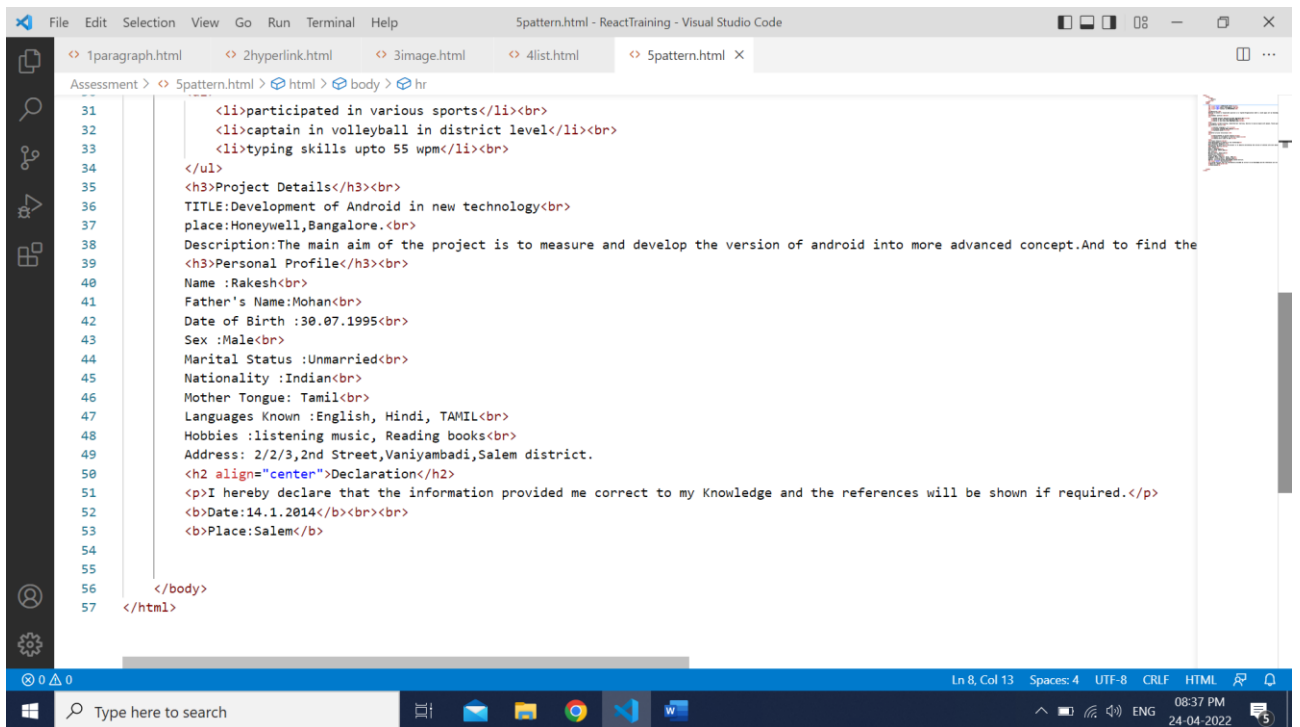 File Edit Selection View Go Run Terminal Help 5pattern.html - ReactTraining - Visual Studio Code
1paragraph.html 2hyperlink.html 3image.html 4list.html 5pattern.html
Assessment > 5pattern.html > html > body > hr
31 <li>participated in various sports</li><br>
32 <li>captain in volleyball in district level</li><br>
33 <li>typing skills upto 55 wpm</li><br>
34 </ul>
35 <h3>Project Details</h3><br>
36 TITLE:Development of Android in new technology<br>
37 place:Honeywell,Bangalore.<br>
38 Description:The main aim of the project is to measure and develop the version of android into more advanced concept.And to find the
39 <h3>Personal Profile</h3><br>
40 Name :Rakesh<br>
41 Father's Name:Mohan<br>
42 Date of Birth :30.07.1995<br>
43 Sex :Male<br>
44 Marital Status :Unmarried<br>
45 Nationality :Indian<br>
46 Mother Tongue: Tamil<br>
47 Languages Known :English, Hindi, TAMIL<br>
48 Hobbies :listening music, Reading books<br>
49 Address: 2/2/3,2nd Street,Vaniyambadi,Salem district.
50 <h2 align="center">Declaration</h2>
51 <p>I hereby declare that the information provided me correct to my Knowledge and the references will be shown if required.</p>
52 <b>Date:14.1.2014</b><br><br>
53 <b>Place:Salem</b>
54
55
56 </body>
57 </html>
0 0 Ln 8, Col 13 Spaces: 4 UTF-8 CRLF HTML
Type here to search ENG 08:37 PM
24-04-2022 5